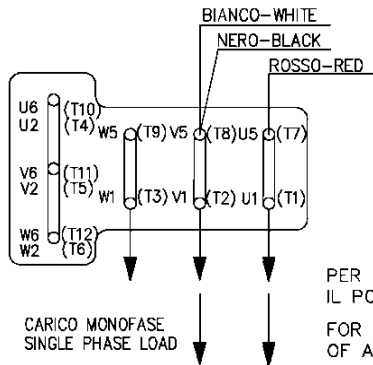 BIANCO-WHITE
NERO-BLACK
ROSSO-RED
U6 (T10)
U2 (T4)
W5 (T9) V5 (T8) U5 (T7)
V6 (T11)
V2 (T5)
W1 (T3) V1 (T2) U1 (T1)
W6 (T12)
W2 (T6)
PER
IL PO
CARICO MONOFASE
SINGLE PHASE LOAD
FOR
OF A